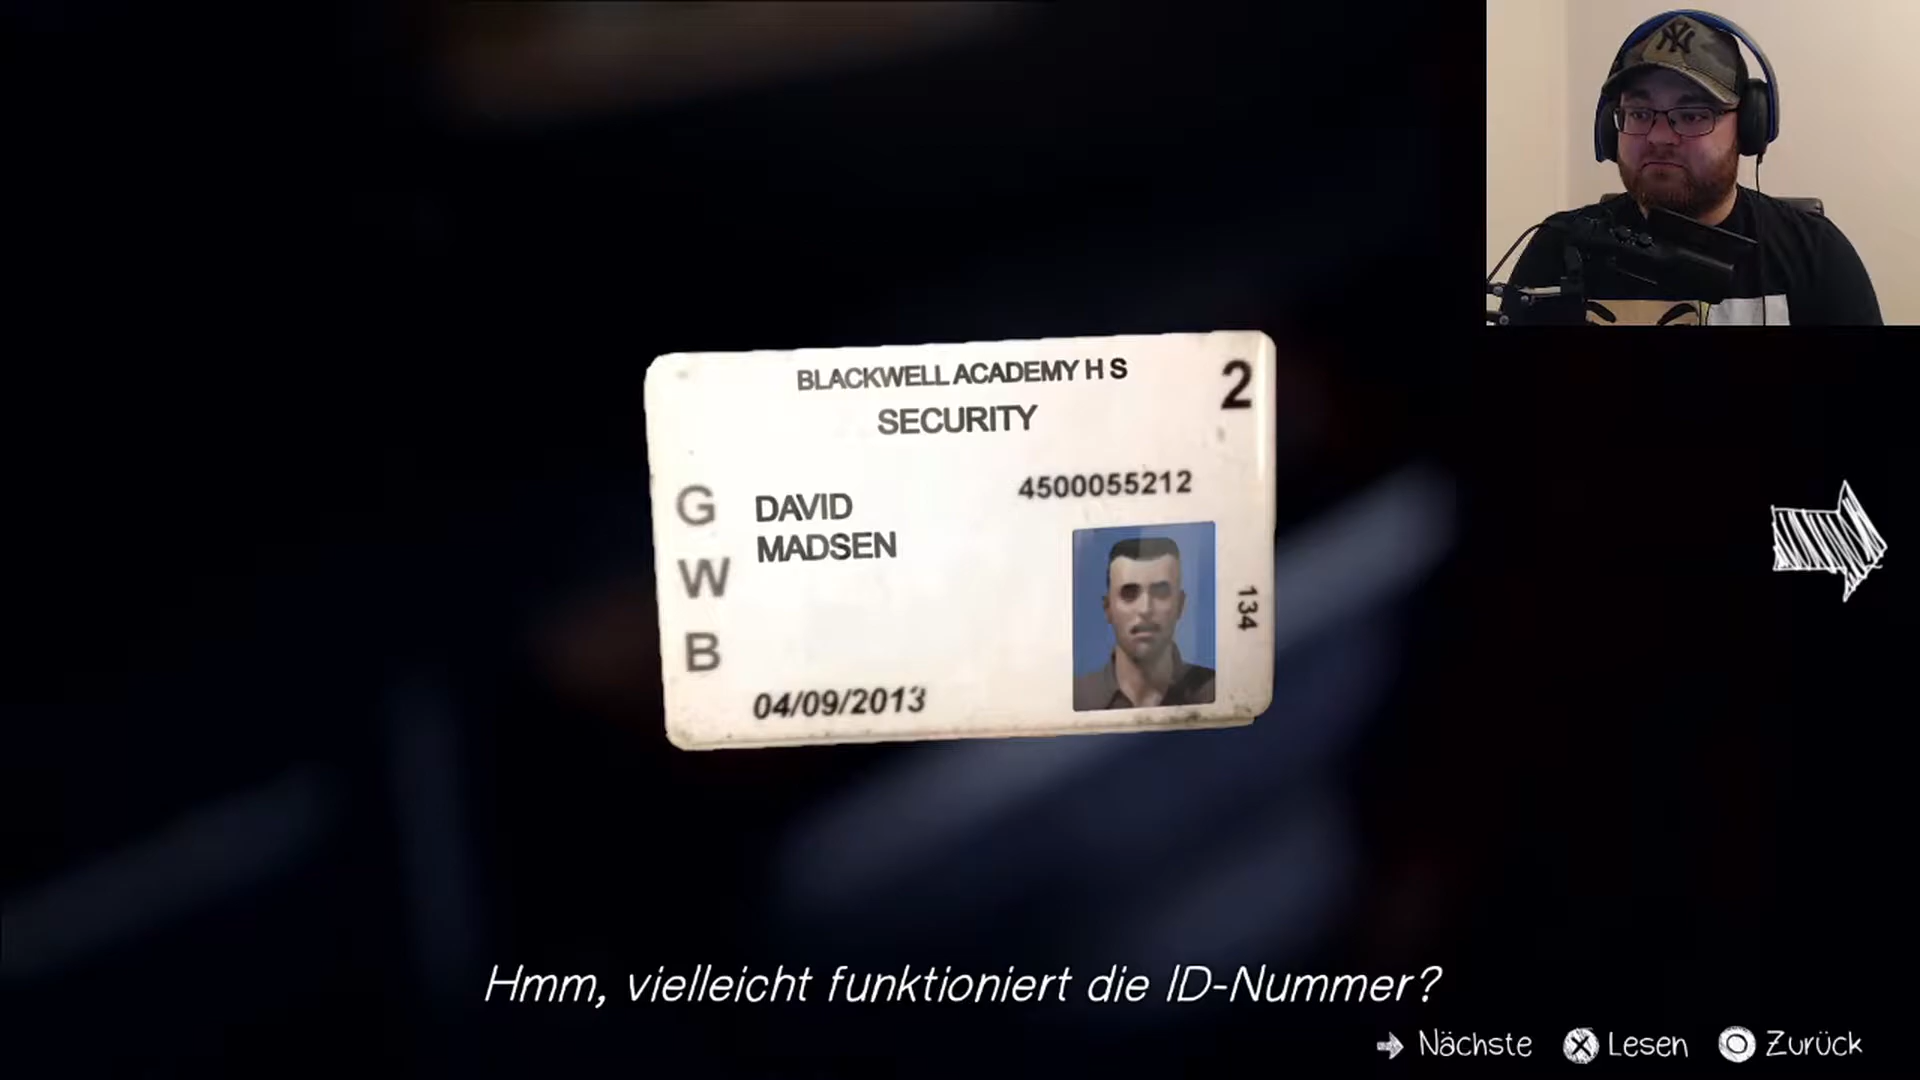 NY
BLACKWELL ACADEMY H S
2
SECURITY
4500055212
G
DAVID
MADSEN
W
134
B
04/09/2013
Hmm, vielleicht funktioniert die ID-Nummer?
Nächste
Lesen
Zurück